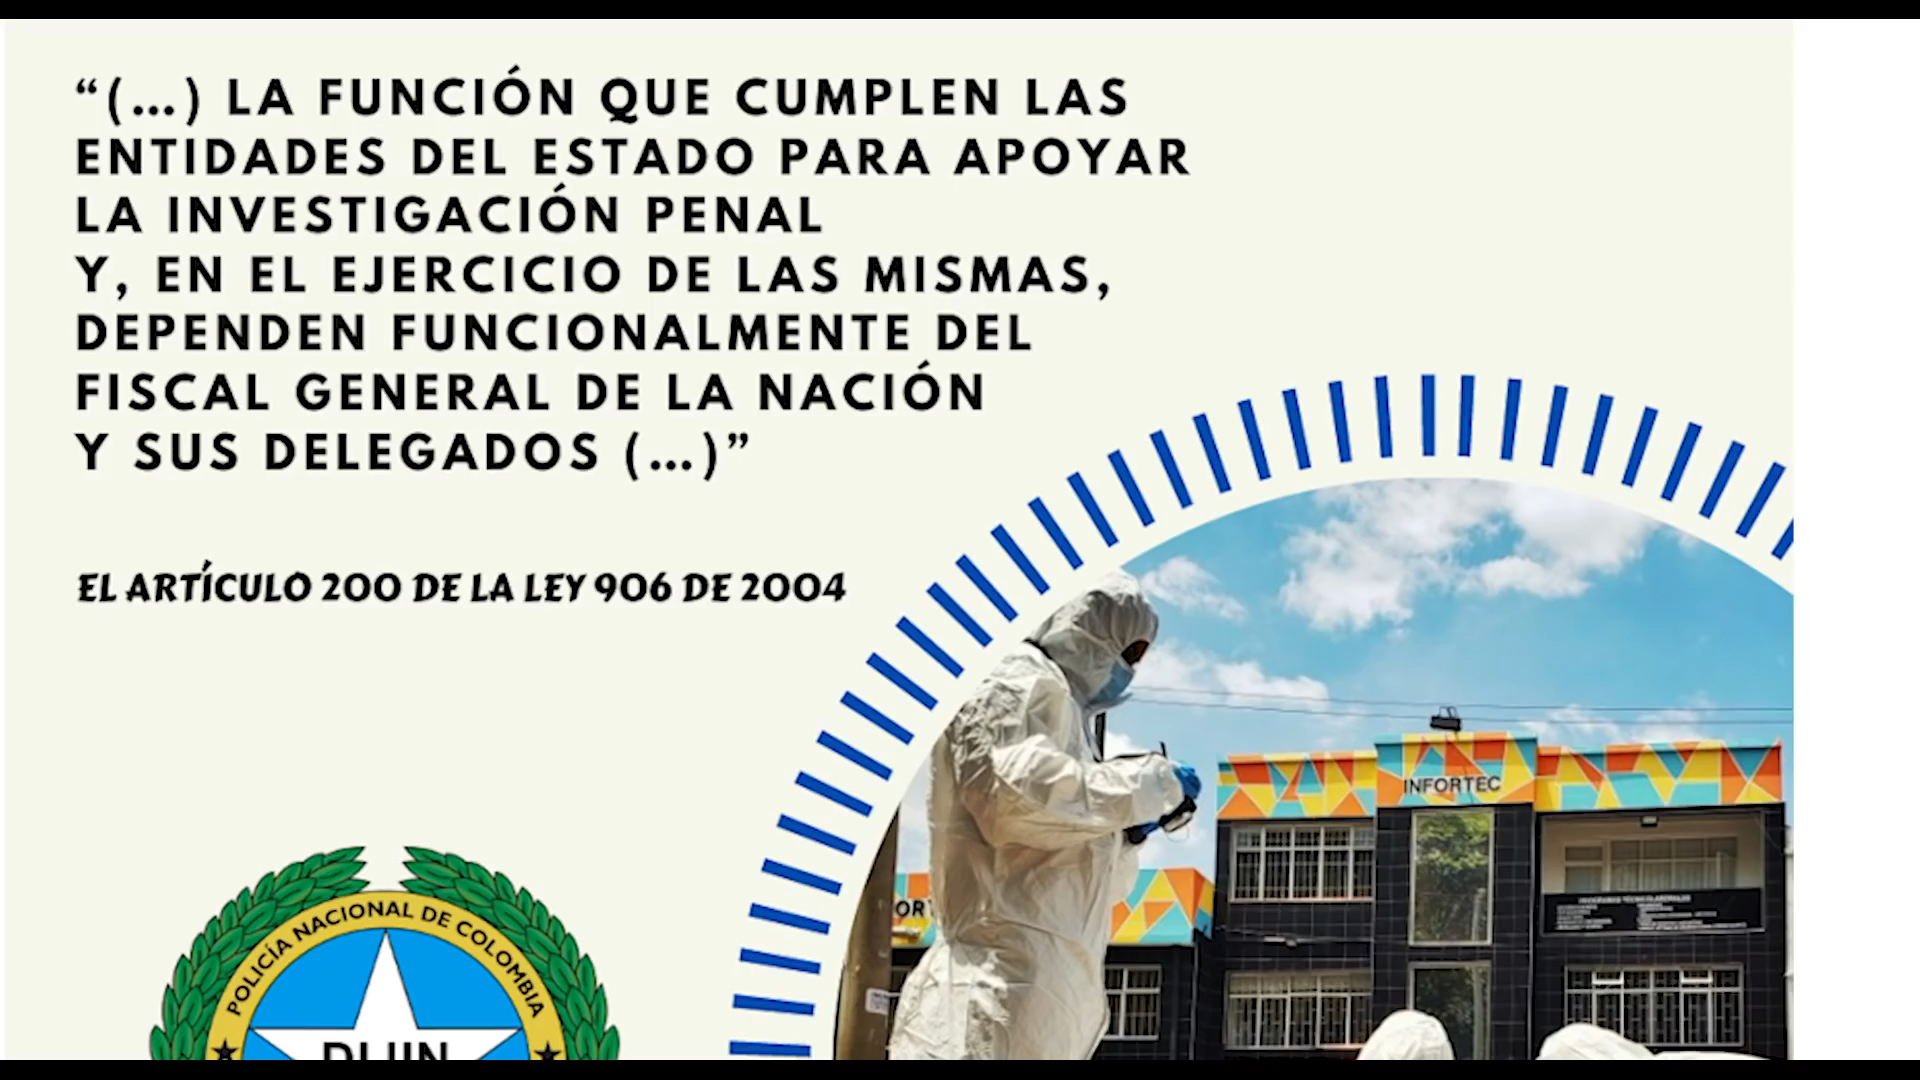 “(...) LA FUNCIÓN QUE CUMPLEN LAS
ENTIDADES DEL ESTADO PARA APOYAR
LA INVESTIGACIÓN PENAL
Y, EN EL EJERCICIO DE LAS MISMAS,
DEPENDEN FUNCIONALMENTE DEL
FISCAL GENERAL DE LA NACIÓN
Y SUS DELEGADOS (...)”
EL ARTÍCULO 200 DE LA LEY 906 DE 2004
INFORTEC
POLICÍA NACIONAL DE COLOMBIA